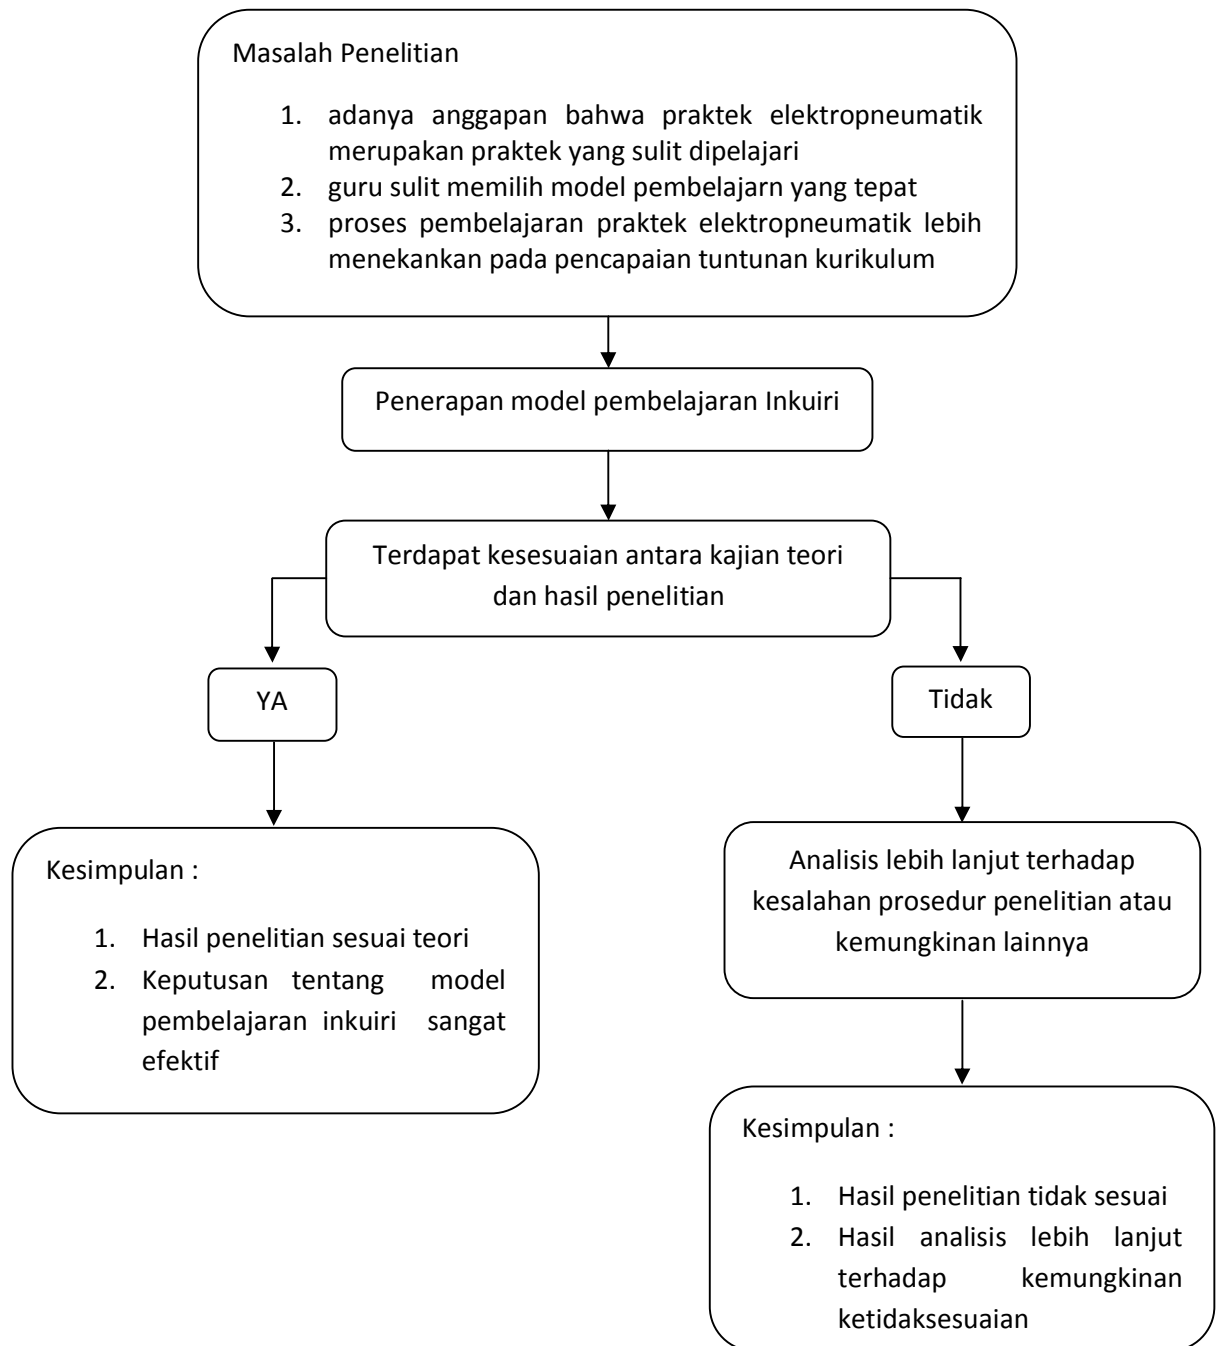 Masalah Penelitian
1. adanya anggapan bahwa praktek elektropneumatik
merupakan praktek yang sulit dipelajari
2. guru sulit memilih model pembelajarn yang tepat
3. proses pembelajaran praktek elektropneumatik lebih
menekankan pada pencapaian tuntunan kurikulum
Penerapan model pembelajaran Inkuiri
Terdapat kesesuaian antara kajian teori
dan hasil penelitian
YA
Tidak
Kesimpulan :
1. Hasil penelitian sesuai teori
2. Keputusan tentang model
pembelajaran inkuiri sangat
efektif
Analisis lebih lanjut terhadap
kesalahan prosedur penelitian atau
kemungkinan lainnya
Kesimpulan :
1. Hasil penelitian tidak sesuai
2. Hasil analisis lebih lanjut
terhadap kemungkinan
ketidaksesuaian